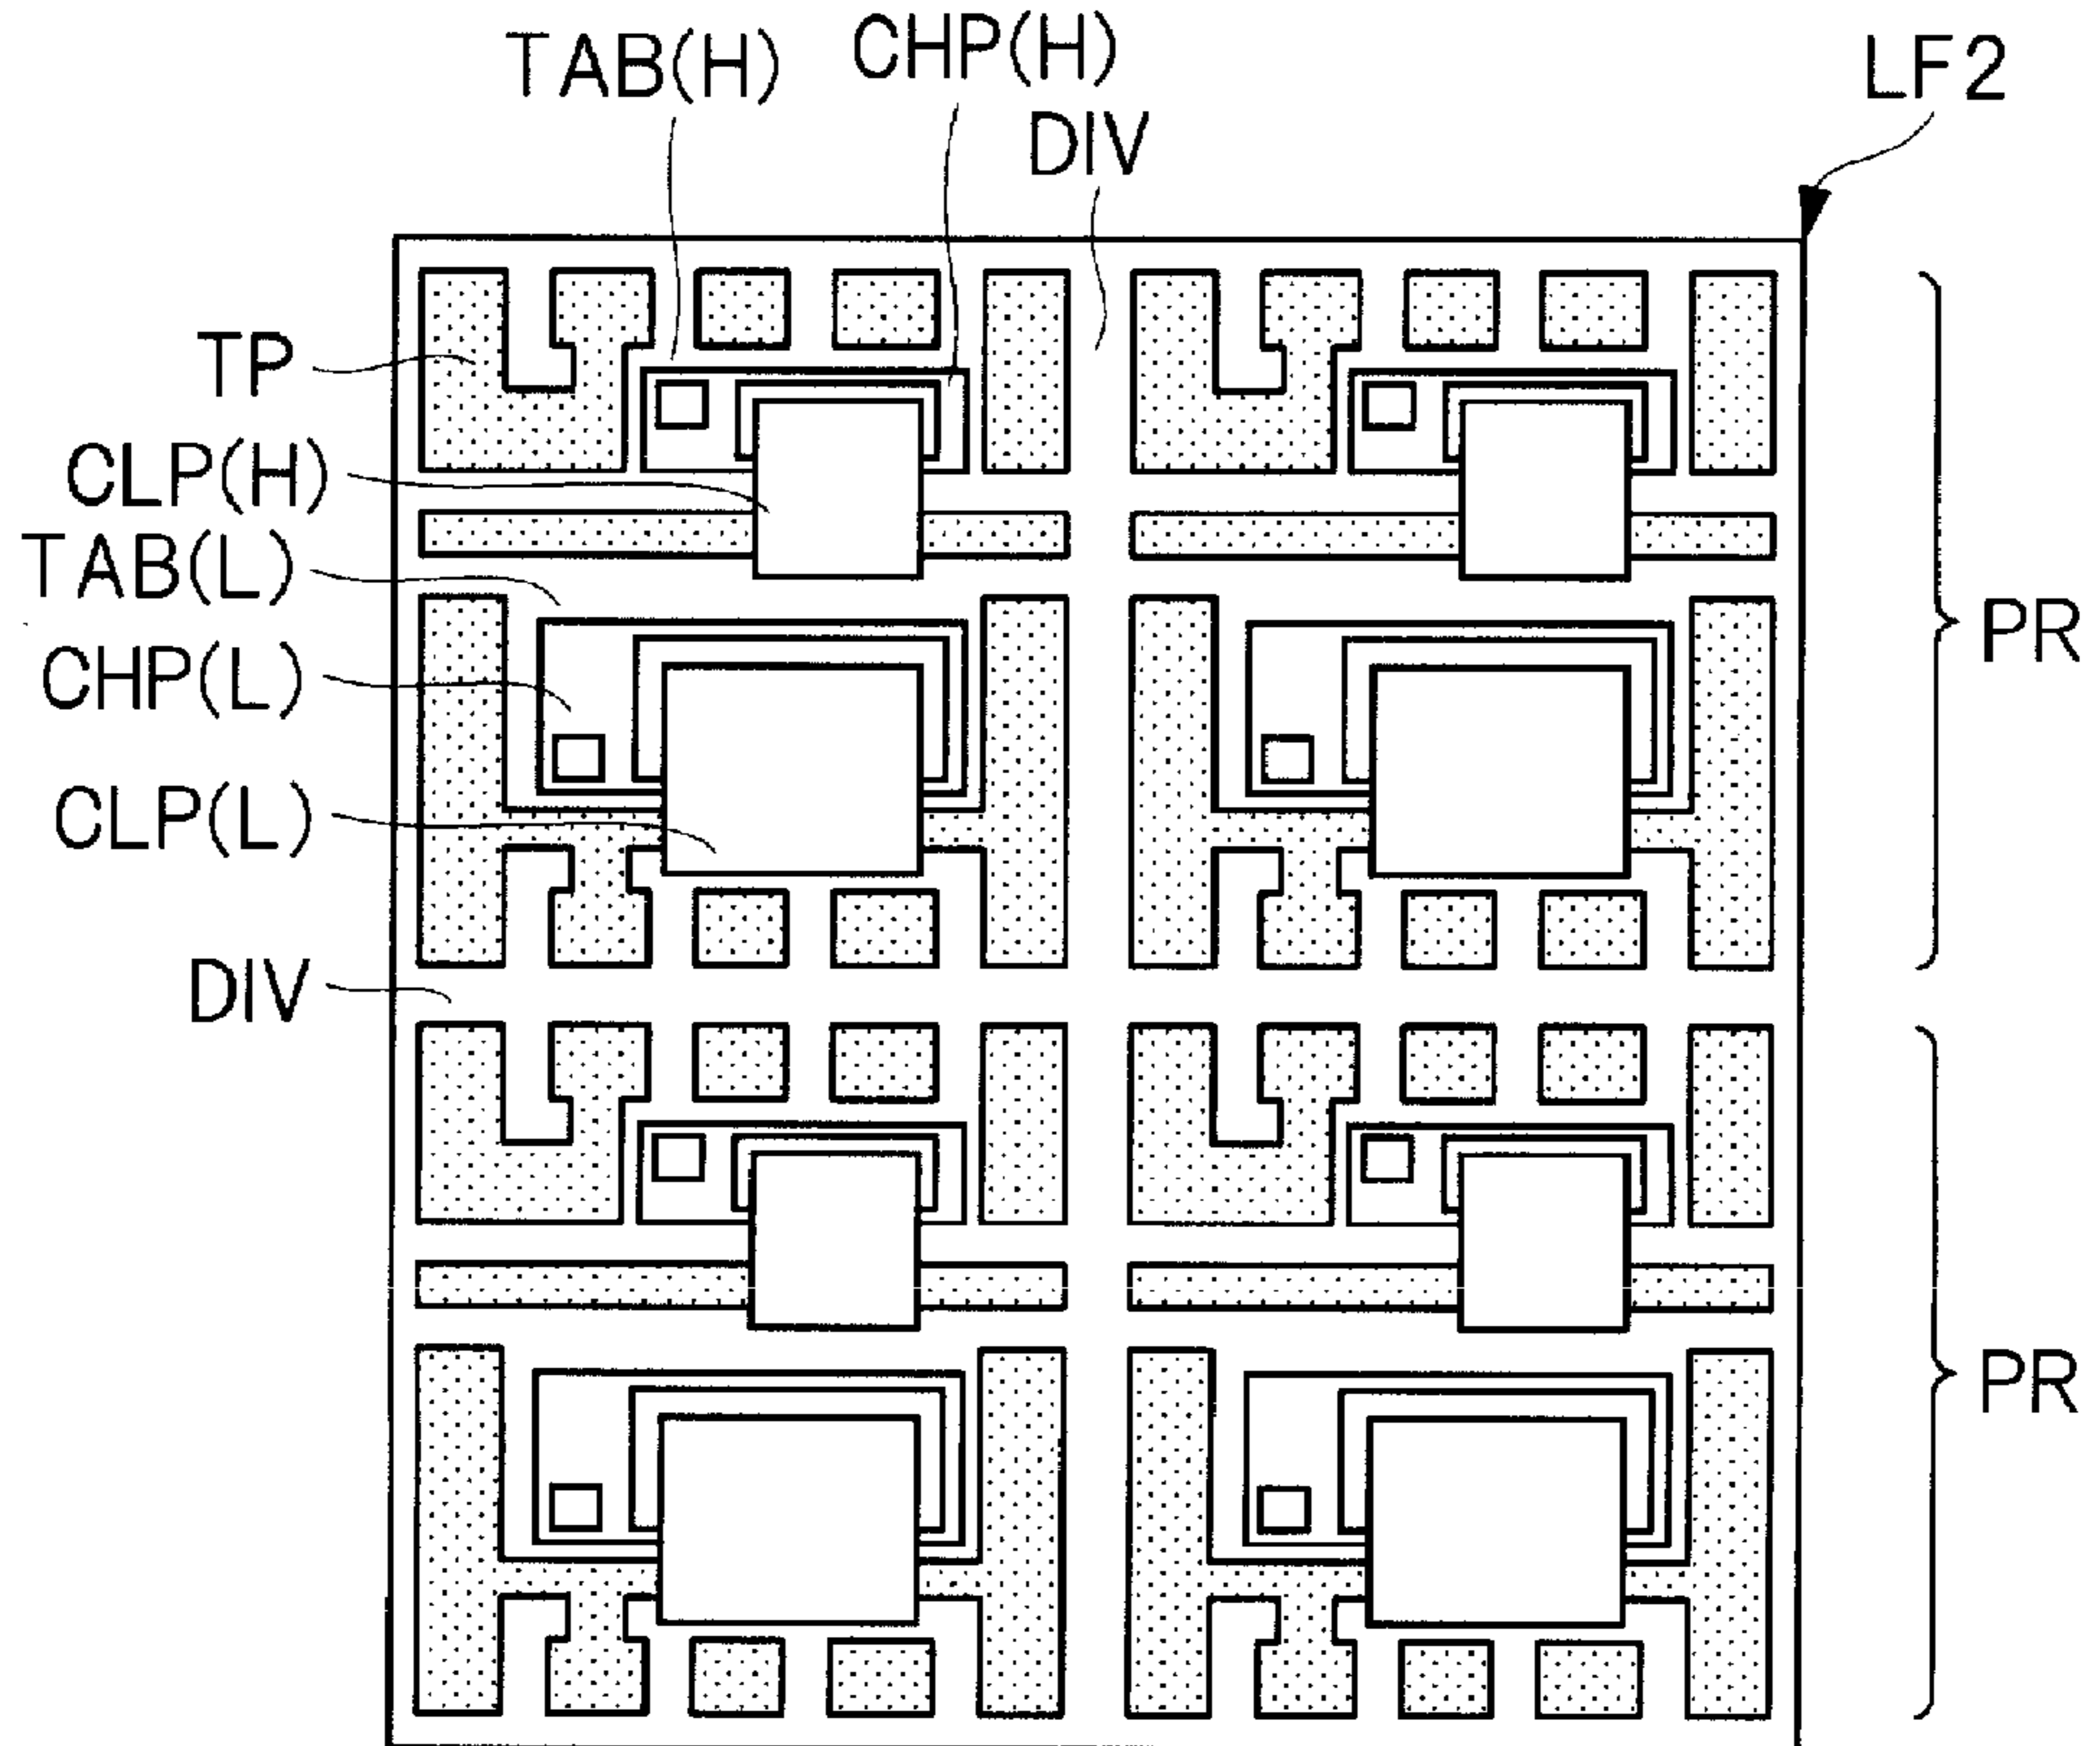 TAB(H)
CHP(H)
DIV
LF2
TP
CLP(H)
TAB(L)
CHP(L)
CLP(L)
DIV
PR
PR